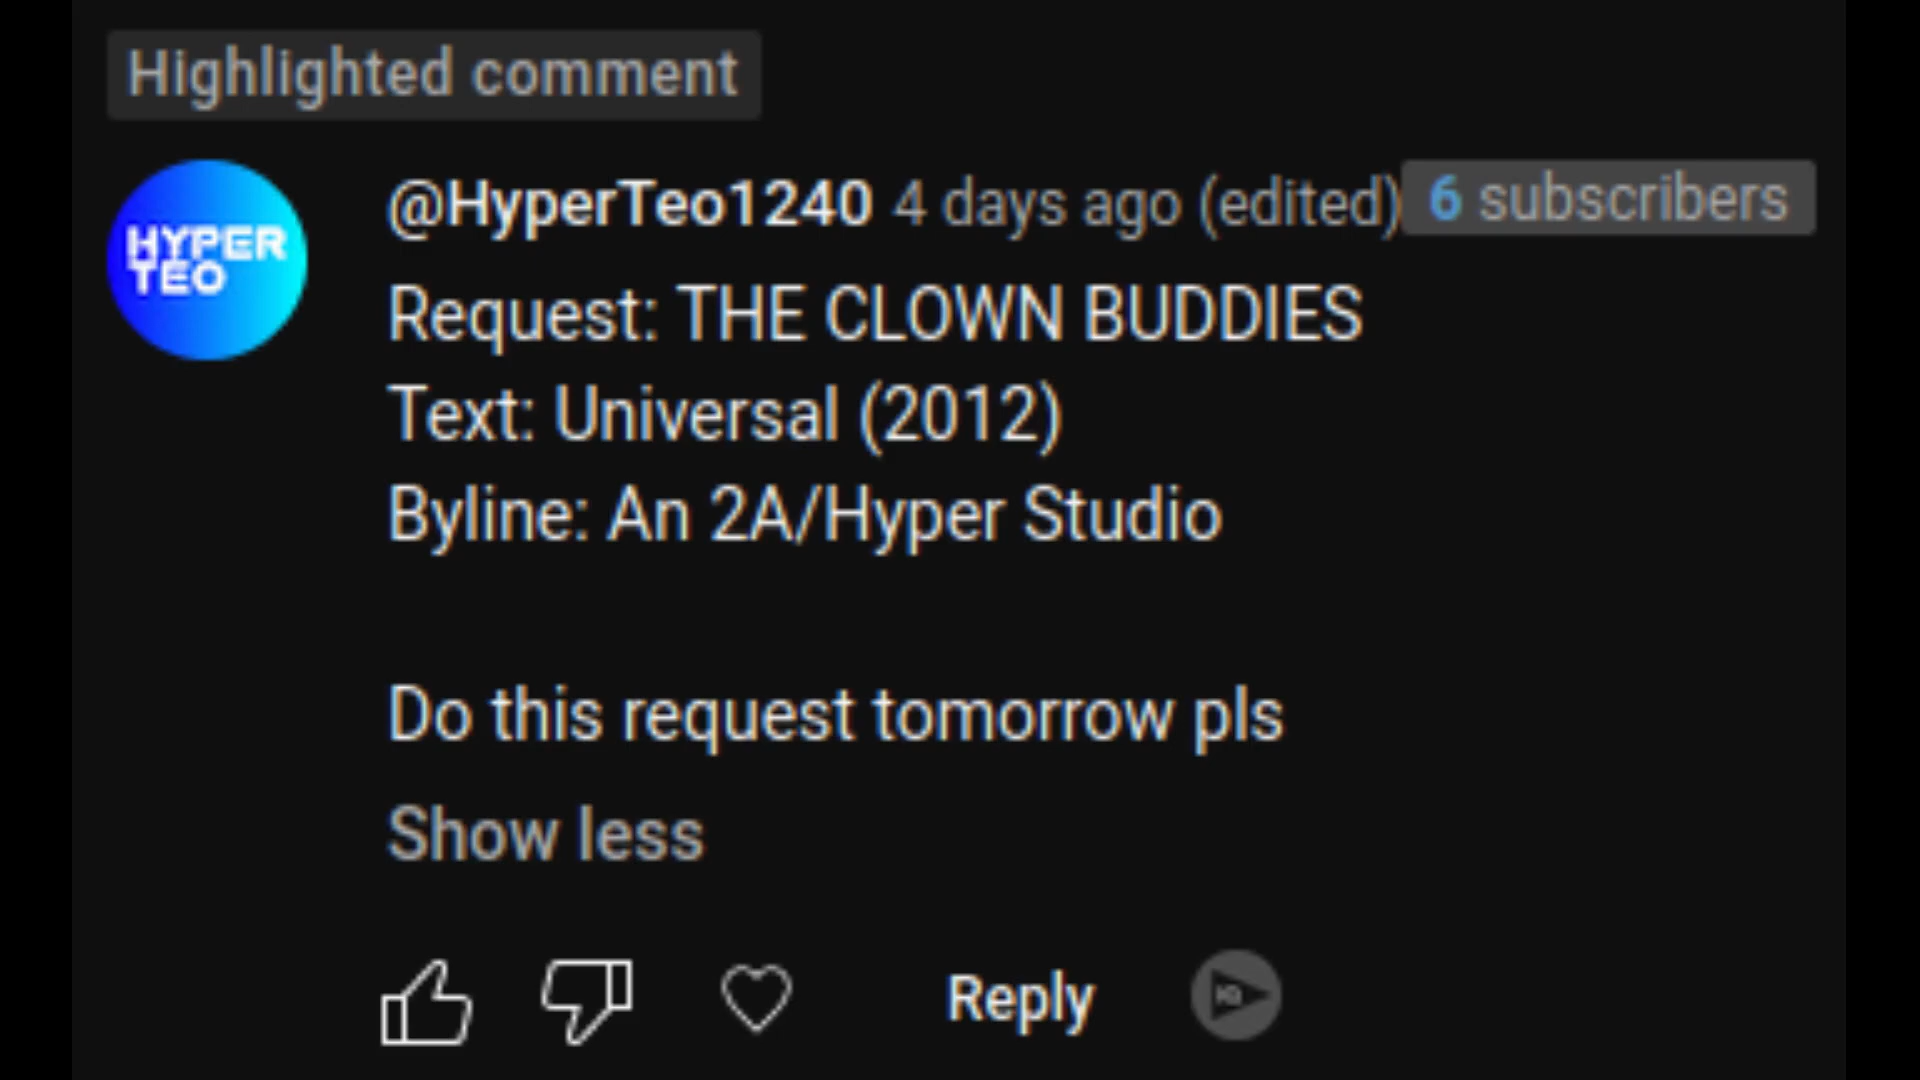 Highlighted comment
HYPER
TEO
@HyperTeo1240 4 days ago (edited) 6 subscribers
Request: THE CLOWN BUDDIES
Text: Universal (2012)
Byline: An 2A/Hyper Studio
Do this request tomorrow pls
Show less
Reply